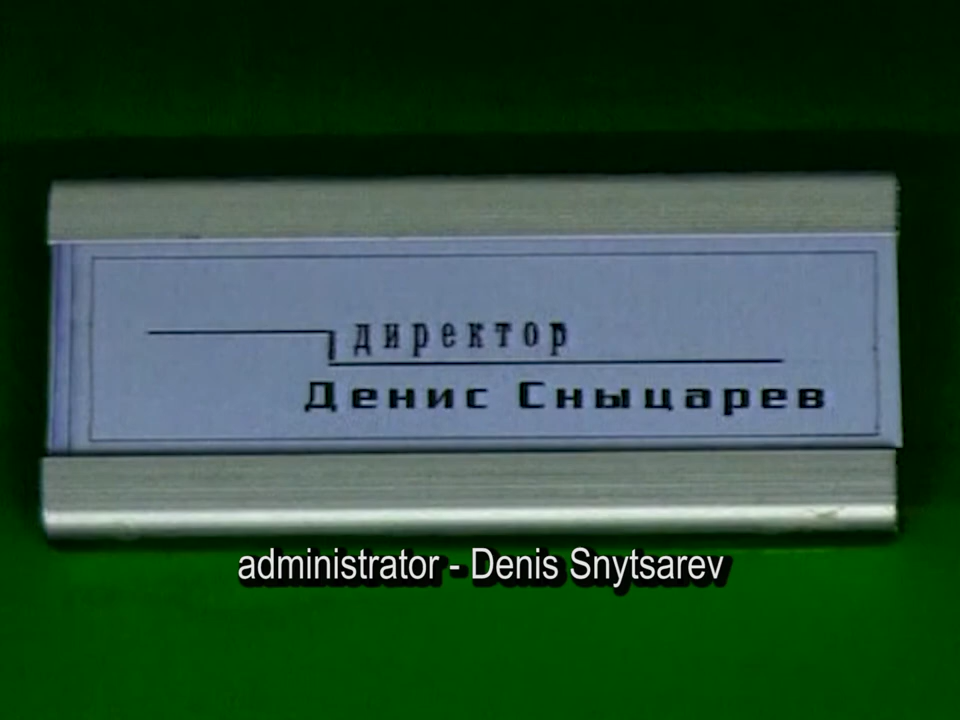 директор
Денис Сныцарев
administrator - Denis Snytsarev